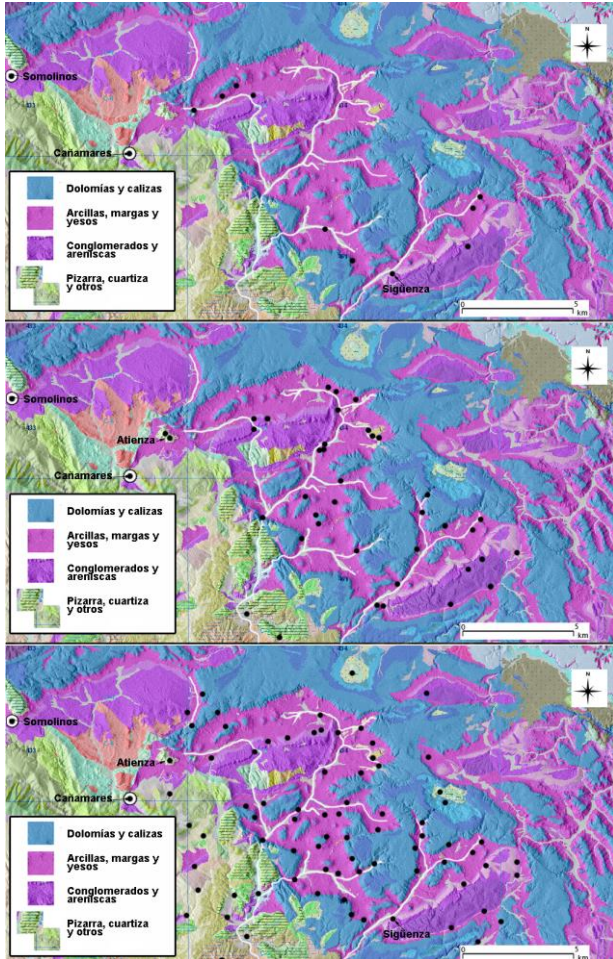 N
Somolinos
Cañamares
Dolomías y calizas
Arcillas, margas y
yesos
Conglomerados y
areniscas
Pizarra, cuartiza
y otros
Sigüenza
0 5
km
N
Somolinos
Atienza
Cañamares
Dolomías y calizas
Arcillas, margas y
yesos
Conglomerados y
areniscas
Pizarra, cuartiza
y otros
0 5
km
N
Somolinos
Atienza
Cañamares
Dolomías y calizas
Arcillas, margas y
yesos
Conglomerados y
areniscas
Pizarra, cuartiza
y otros
Sigüenza
0 5
km